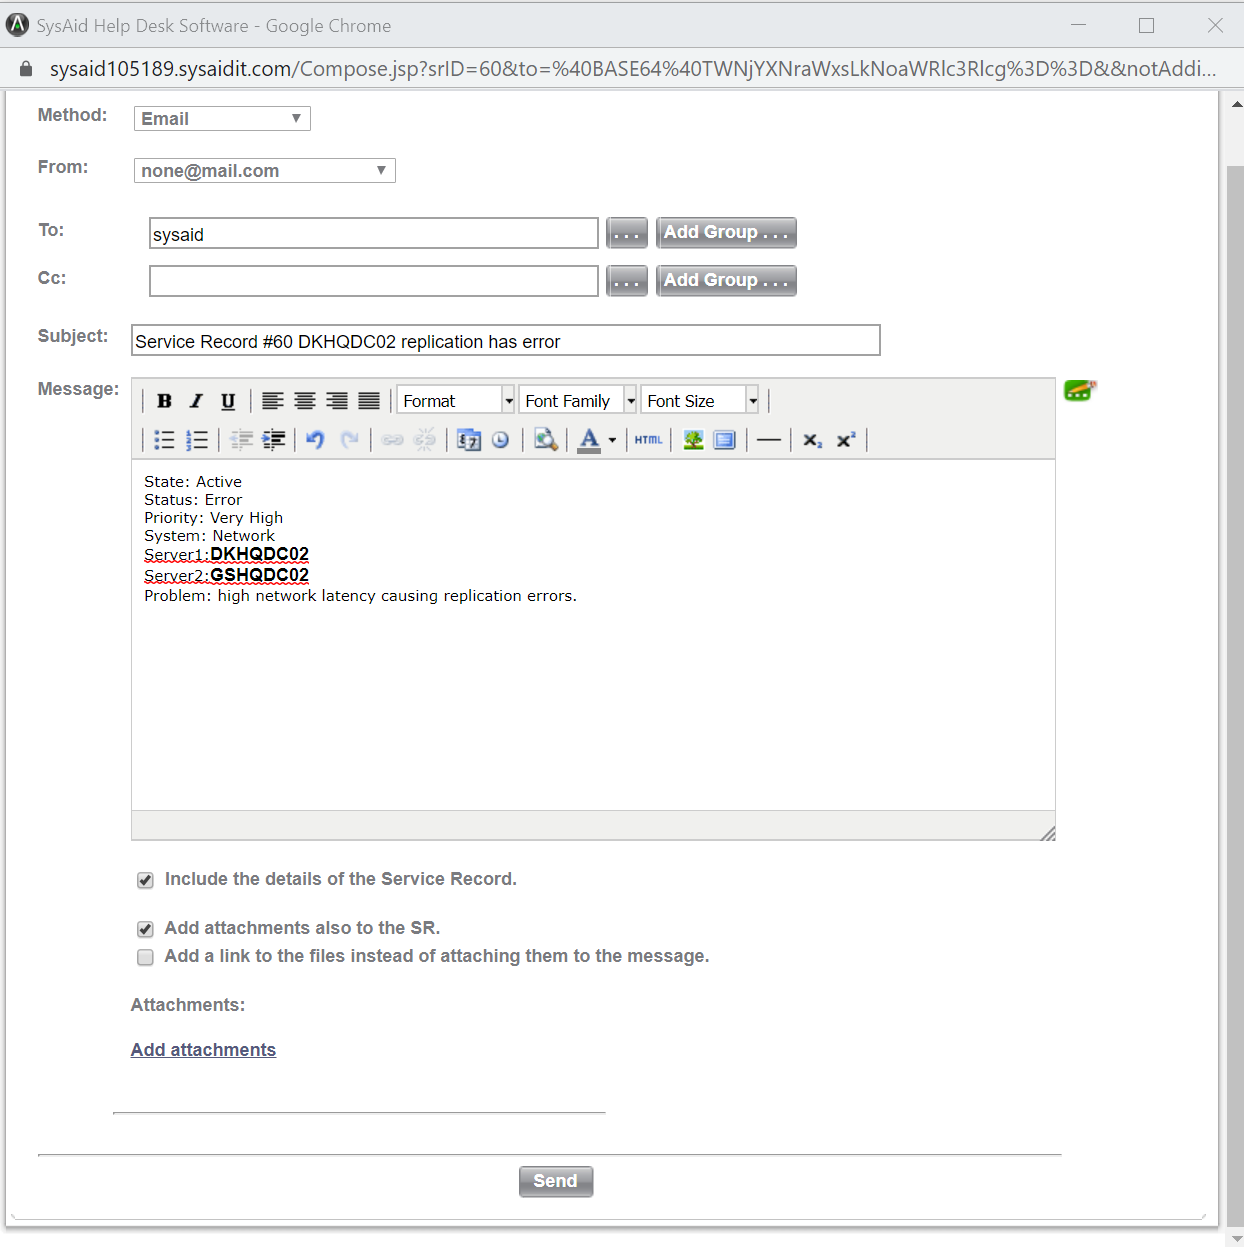 SysAid Help Desk Software - Google Chrome
sysaid105189.sysaidit.com/Compose.jsp?srID=60&to=%40BASE64%40TWNjYXNraWxsLkNoaWRlc3Rlcg%3D%3D&&notAddi...
Method: Email
From: none@mail.com
To: sysaid ... Add Group ...
Cc: ... Add Group ...
Subject: Service Record #60 DKHQDC02 replication has error
Message:
B I U Format Font Family Font Size
A HTML x₂ x²
State: Active
Status: Error
Priority: Very High
System: Network
Server1:DKHQDC02
Server2:GSHQDC02
Problem: high network latency causing replication errors.
Include the details of the Service Record.
Add attachments also to the SR.
Add a link to the files instead of attaching them to the message.
Attachments:
Add attachments
Send